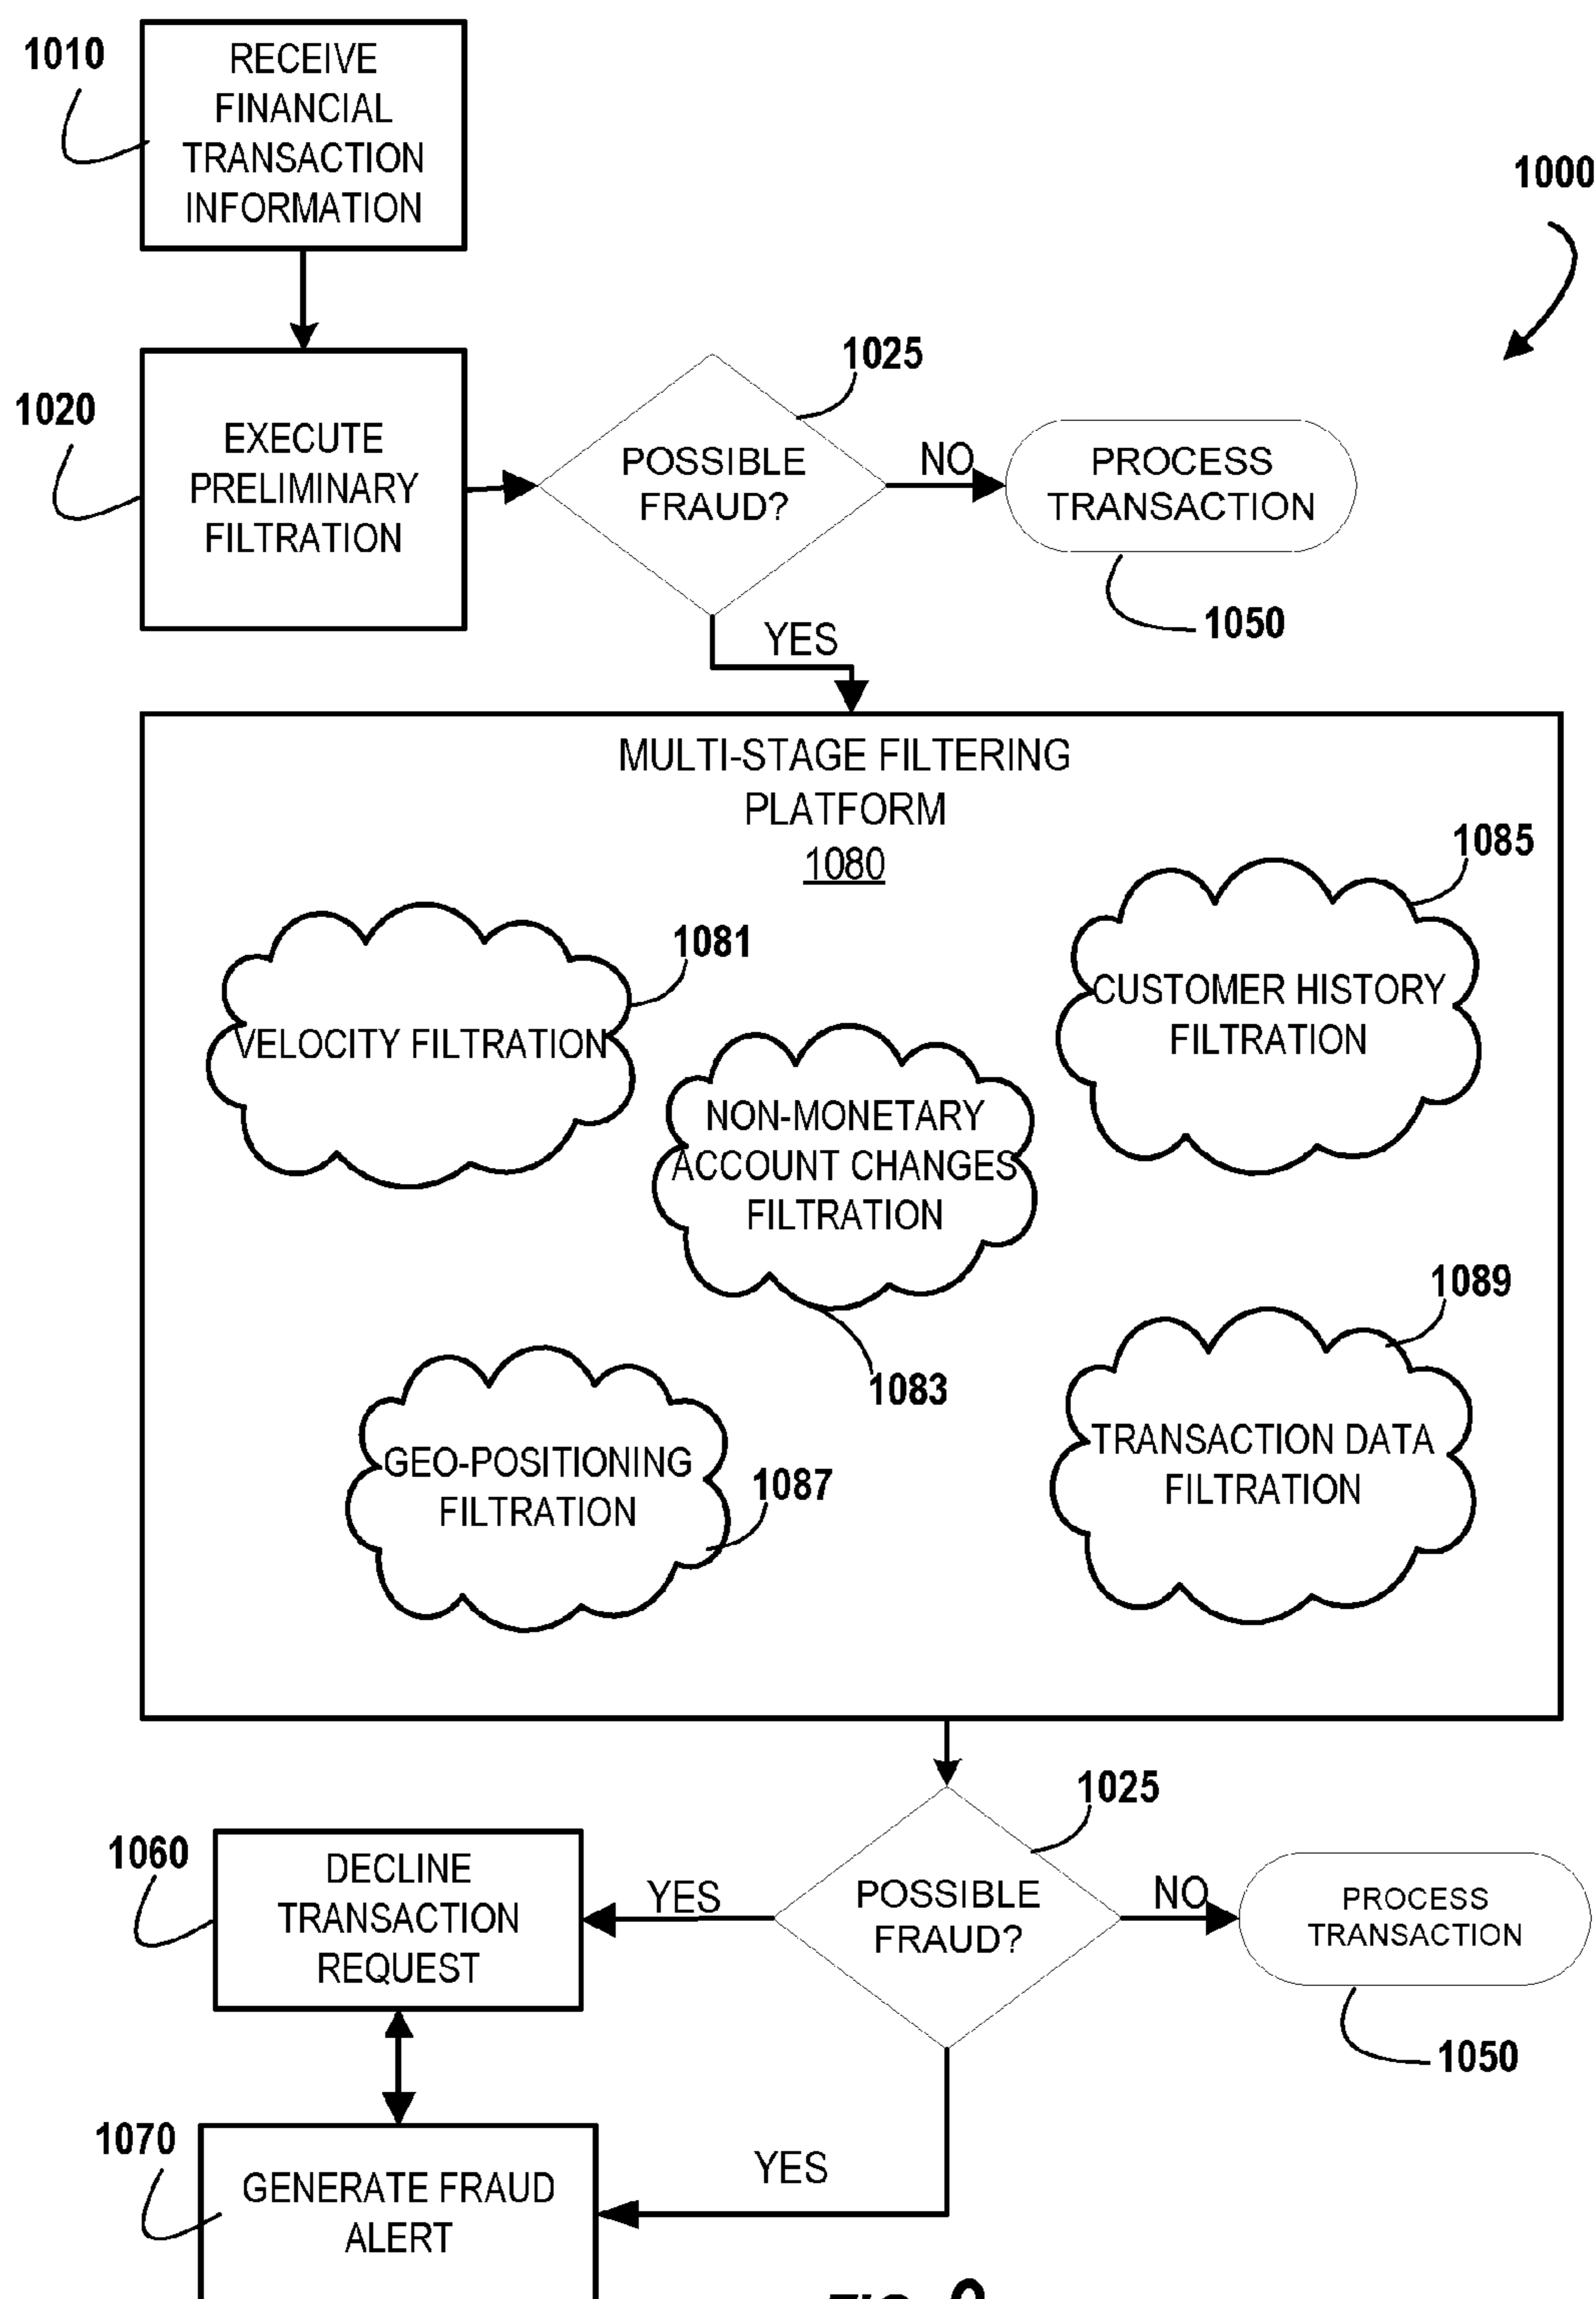 1010
RECEIVE
FINANCIAL
TRANSACTION
INFORMATION
1000
1020
EXECUTE
PRELIMINARY
FILTRATION
1025
POSSIBLE
FRAUD?
NO
PROCESS
TRANSACTION
1050
YES
MULTI-STAGE FILTERING
PLATFORM
1080
1085
1081
CUSTOMER HISTORY
FILTRATION
VELOCITY FILTRATION
NON-MONETARY
ACCOUNT CHANGES
FILTRATION
1083
1089
TRANSACTION DATA
FILTRATION
GEO-POSITIONING
FILTRATION
1087
1025
1060
DECLINE
TRANSACTION
REQUEST
YES
POSSIBLE
FRAUD?
NO
PROCESS
TRANSACTION
1050
1070
GENERATE FRAUD
ALERT
YES